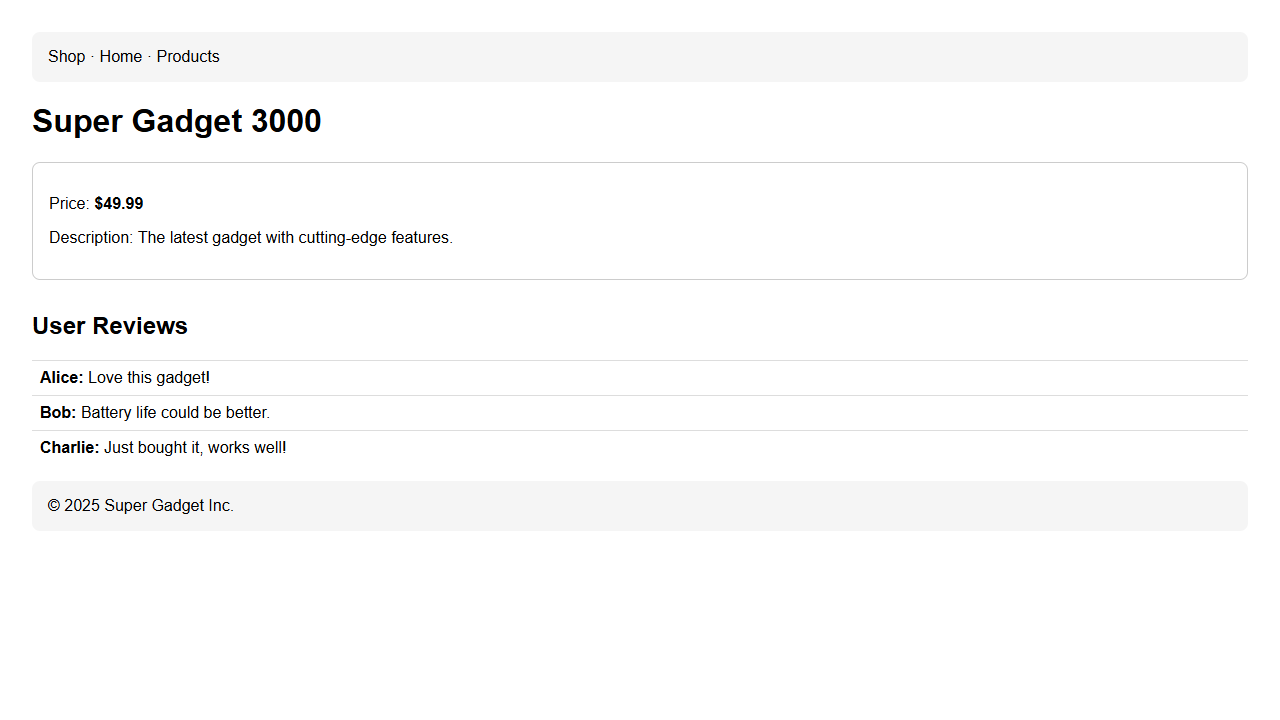 Shop · Home · Products
Super Gadget 3000
Price: $49.99
Description: The latest gadget with cutting-edge features.
User Reviews
Alice: Love this gadget!
Bob: Battery life could be better.
Charlie: Just bought it, works well!
© 2025 Super Gadget Inc.